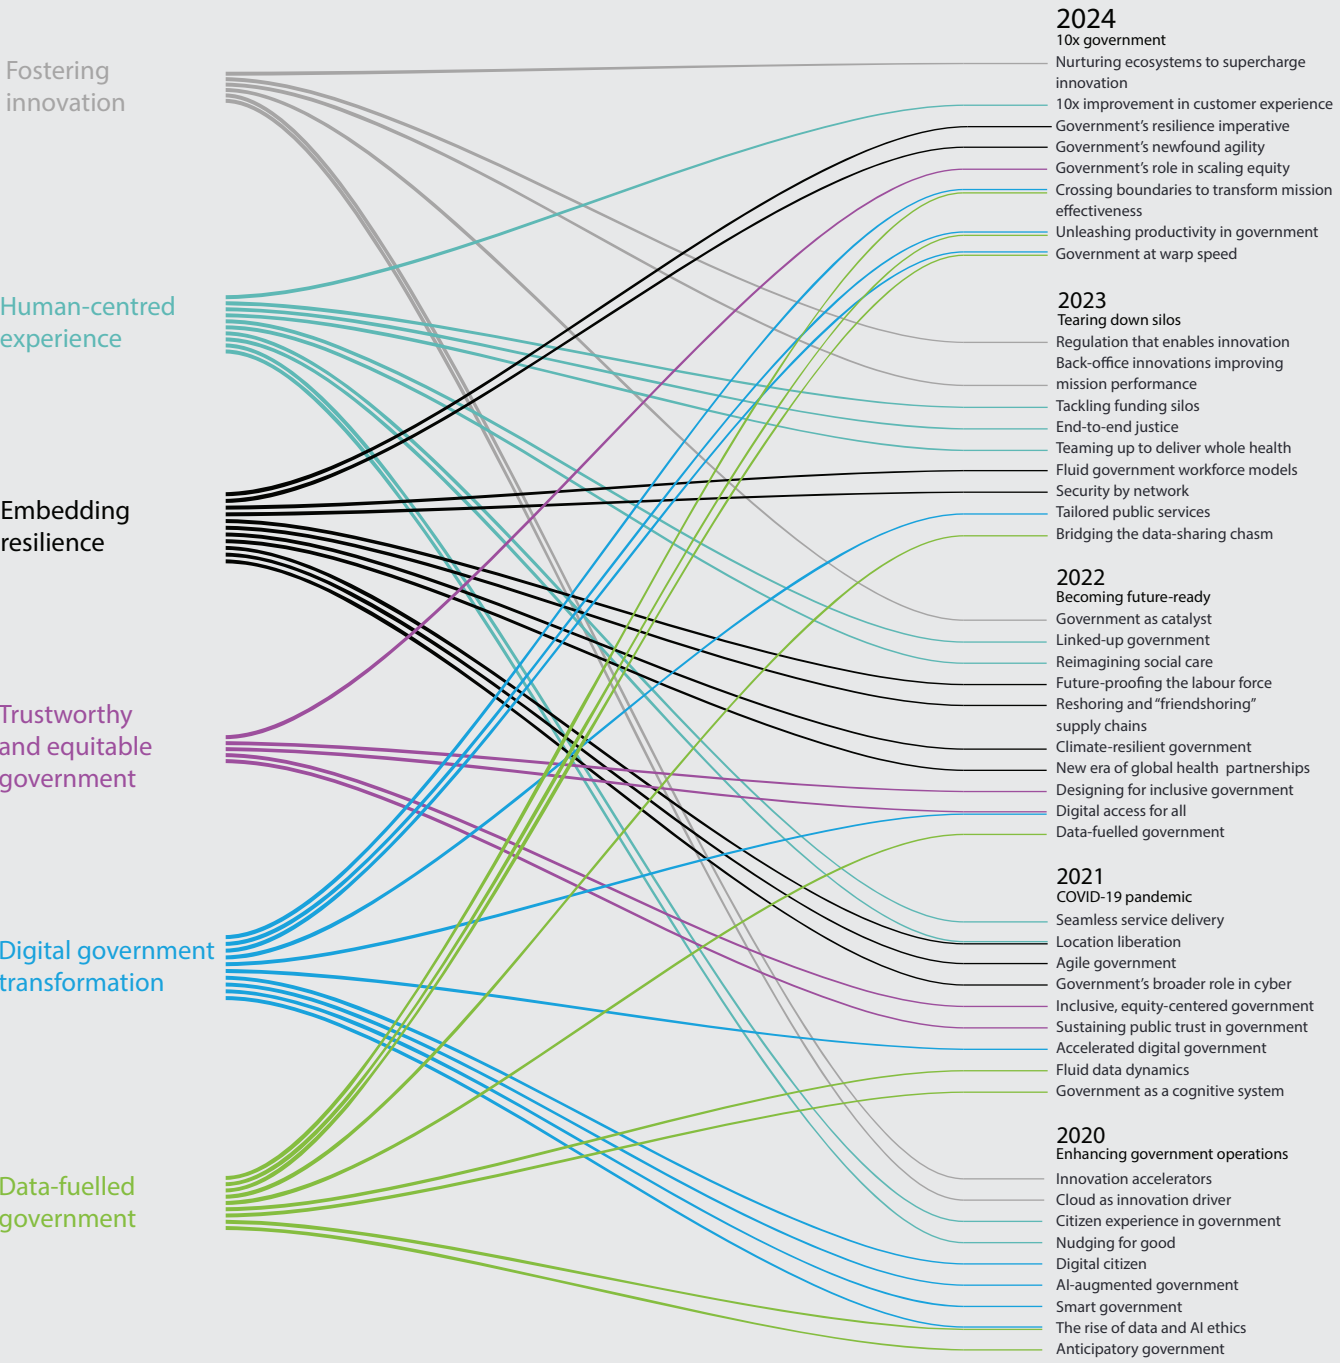 Fostering
innovation
Human-centred
experience
Embedding
resilience
Trustworthy
and equitable
government
Digital government
transformation
Data-fuelled
government
2024
10x government
Nurturing ecosystems to supercharge
innovation
10x improvement in customer experience
Government’s resilience imperative
Government’s newfound agility
Government’s role in scaling equity
Crossing boundaries to transform mission
effectiveness
Unleashing productivity in government
Government at warp speed
2023
Tearing down silos
Regulation that enables innovation
Back-office innovations improving
mission performance
Tackling funding silos
End-to-end justice
Teaming up to deliver whole health
Fluid government workforce models
Security by network
Tailored public services
Bridging the data-sharing chasm
2022
Becoming future-ready
Government as catalyst
Linked-up government
Reimagining social care
Future-proofing the labour force
Reshoring and “friendshoring”
supply chains
Climate-resilient government
New era of global health partnerships
Designing for inclusive government
Digital access for all
Data-fuelled government
2021
COVID-19 pandemic
Seamless service delivery
Location liberation
Agile government
Government’s broader role in cyber
Inclusive, equity-centered government
Sustaining public trust in government
Accelerated digital government
Fluid data dynamics
Government as a cognitive system
2020
Enhancing government operations
Innovation accelerators
Cloud as innovation driver
Citizen experience in government
Nudging for good
Digital citizen
AI-augmented government
Smart government
The rise of data and AI ethics
Anticipatory government